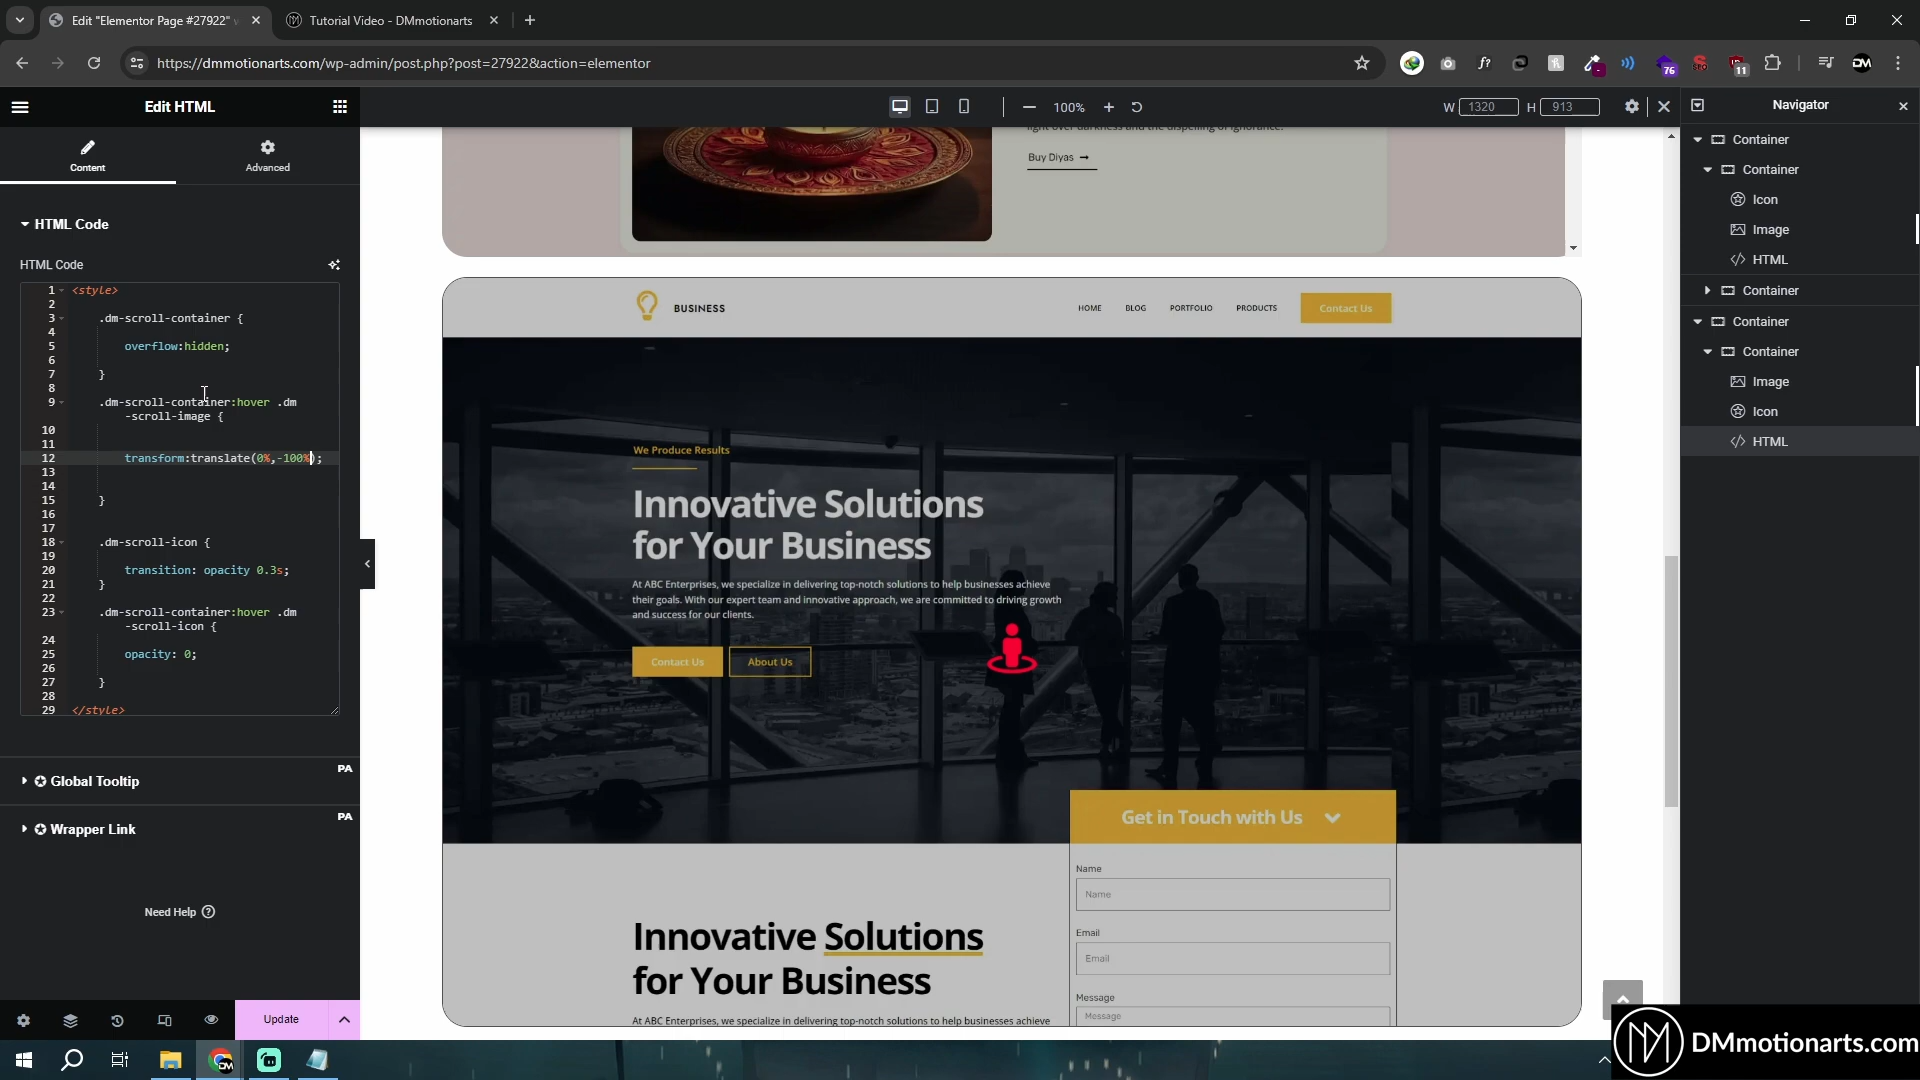 Edit "Elementor Page #27922"
Tutorial Video - DMmotionarts
https://dmmotionarts.com/wp-admin/post.php?post=27922&action=elementor
76
11
Edit HTML
100%
W 1320 H 913
Navigator
Content
Advanced
HTML Code
HTML Code
1 <style>
2
3 .dm-scroll-container {
4
5 overflow:hidden;
6
7 }
8
9 .dm-scroll-container:hover .dm
-scroll-image {
10
11
12 transform:translate(0%,-100%);
13
14
15 }
16
17
18 .dm-scroll-icon {
19
20 transition: opacity 0.3s;
21 }
22
23 .dm-scroll-container:hover .dm
-scroll-icon {
24
25 opacity: 0;
26
27 }
28
29 </style>
PA
Global Tooltip
PA
Wrapper Link
Need Help
Update
light over darkness and the dispelling of ignorance.
Buy Diyas
BUSINESS
HOME BLOG PORTFOLIO PRODUCTS Contact Us
We Produce Results
Innovative Solutions
for Your Business
At ABC Enterprises, we specialize in delivering top-notch solutions to help businesses achieve
their goals. With our expert team and innovative approach, we are committed to driving growth
and success for our clients.
Contact Us About Us
Get in Touch with Us
Name
Name
Email
Email
Message
Message
Innovative Solutions
for Your Business
At ABC Enterprises, we specialize in delivering top-notch solutions to help businesses achieve
Container
Container
Icon
Image
HTML
Container
Container
Container
Image
Icon
HTML
DMmotionarts.com